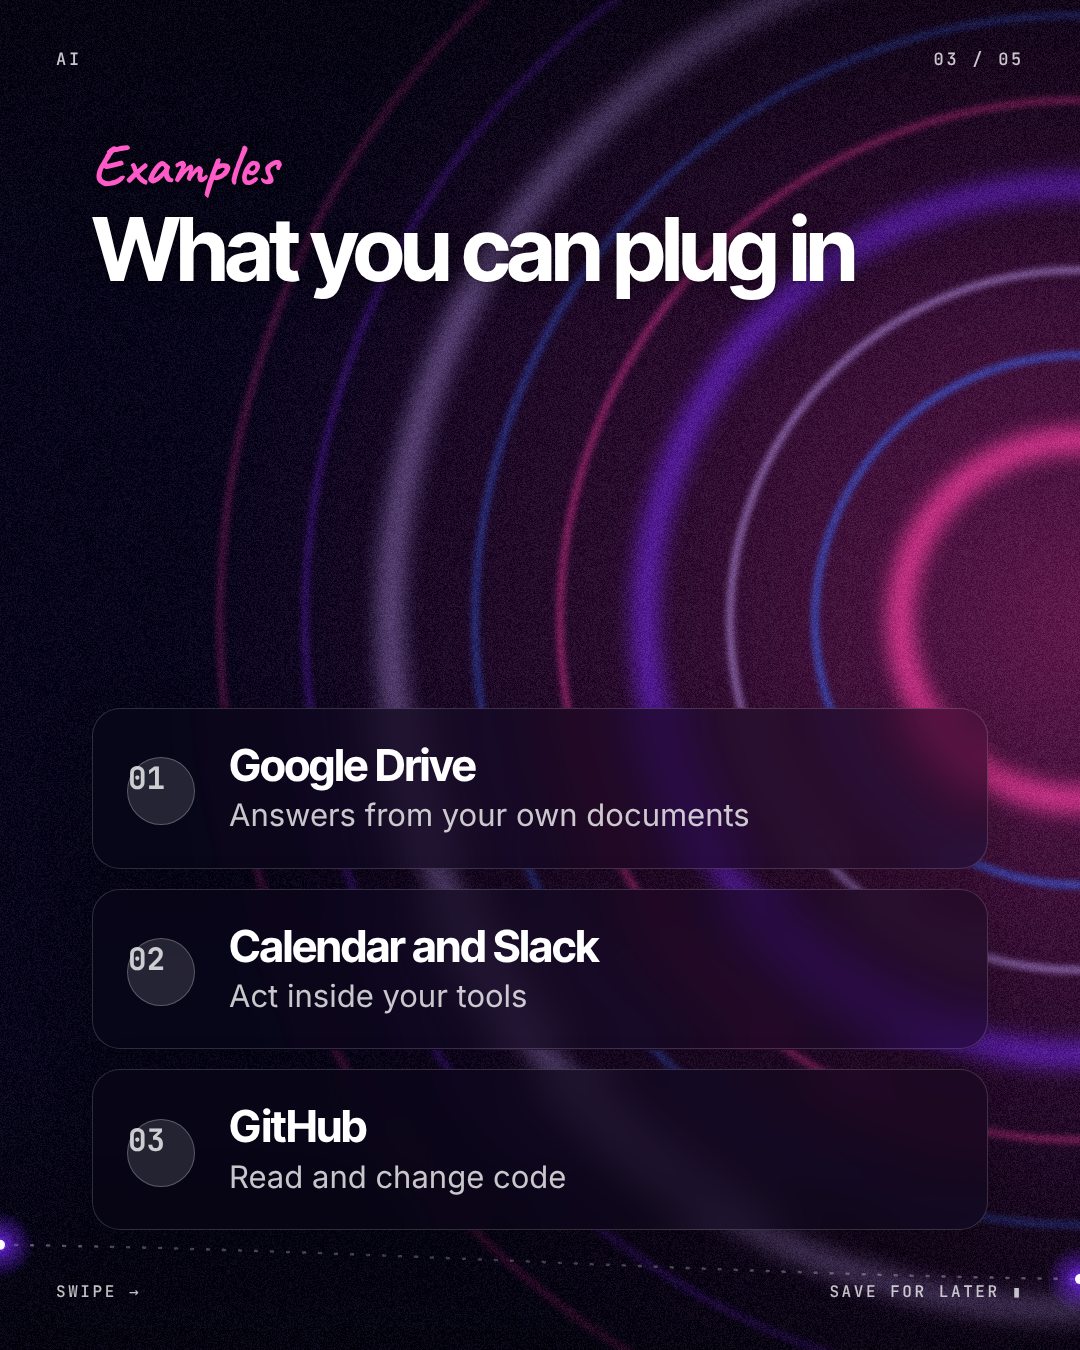 AI
03 / 05
Examples
What you can plug in
01
Google Drive
Answers from your own documents
02
Calendar and Slack
Act inside your tools
03
GitHub
Read and change code
SWIPE →
SAVE FOR LATER ▮